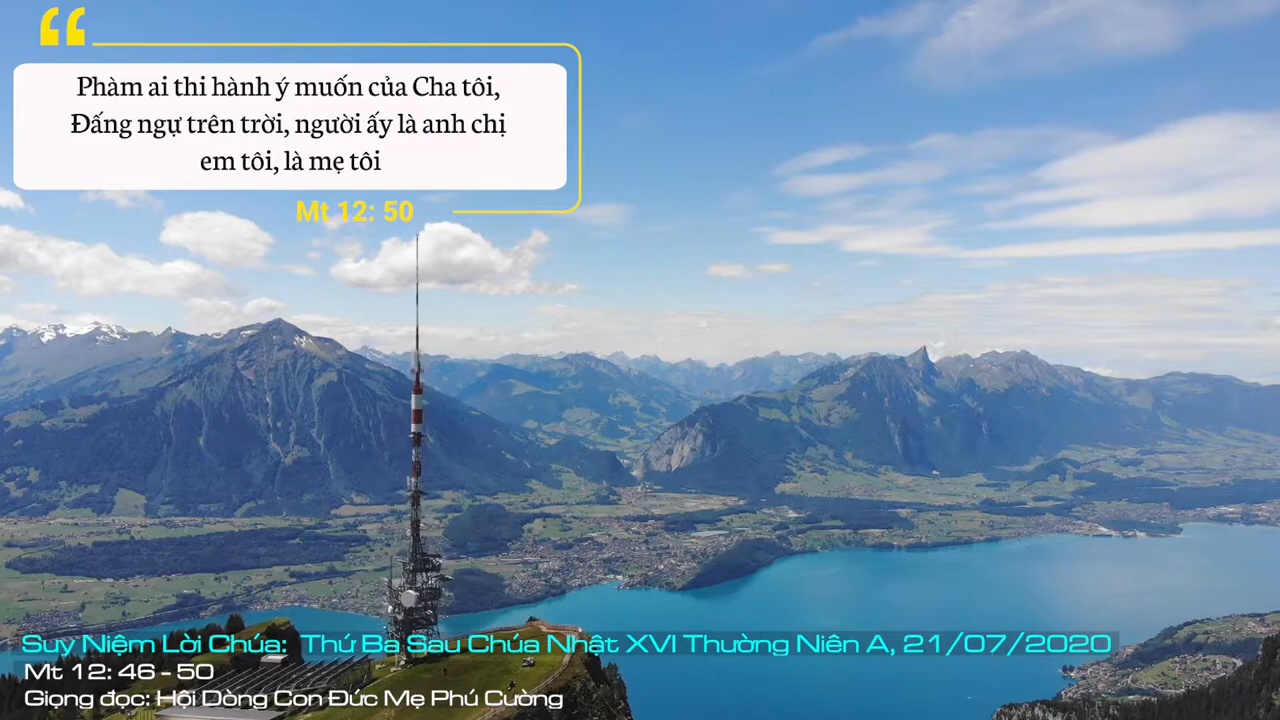 Phàm ai thi hành ý muốn của Cha tôi,
Đấng ngự trên trời, người ấy là anh chị
em tôi, là mẹ tôi
Mt 12: 50
Suy Niệm Lời Chúa: Thứ Ba Sau Chúa Nhật XVI Thường Niên A, 21/07/2020
Mt 12: 46 - 50
Giọng đọc: Hội Dòng Con Đức Mẹ Phú Cường